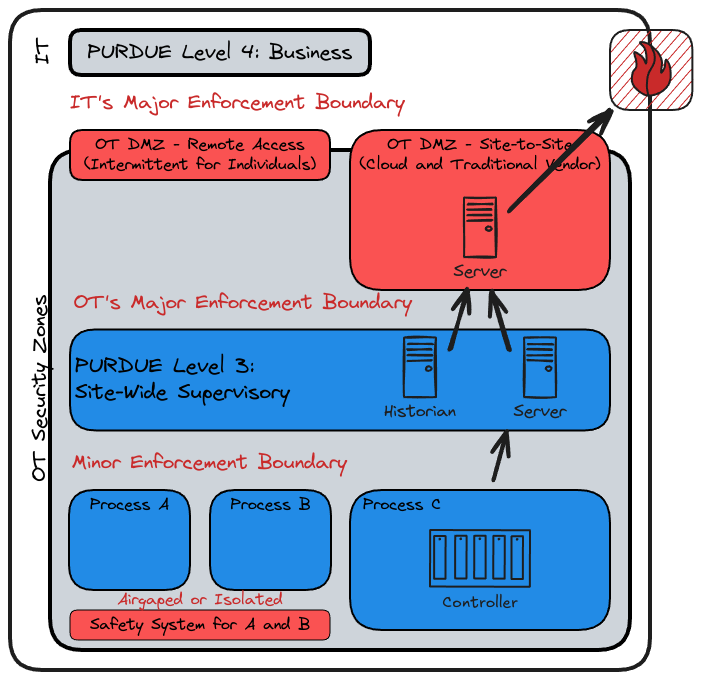 IT
PURDUE Level 4: Business
IT's Major Enforcement Boundary
OT DMZ - Remote Access
(Intermittent for Individuals)
OT DMZ - Site-to-Site
(Cloud and Traditional Vendor)
Server
OT Security Zones
OT's Major Enforcement Boundary
PURDUE Level 3:
Site-Wide Supervisory
Historian
Server
Minor Enforcement Boundary
Process A
Process B
Process C
Controller
Airgaped or Isolated
Safety System for A and B